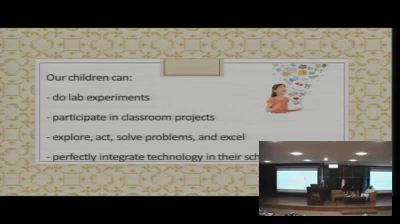 Our children can:
- do lab experiments
- participate in classroom projects
- explore, act, solve problems, and excel
- perfectly integrate technology in their sch